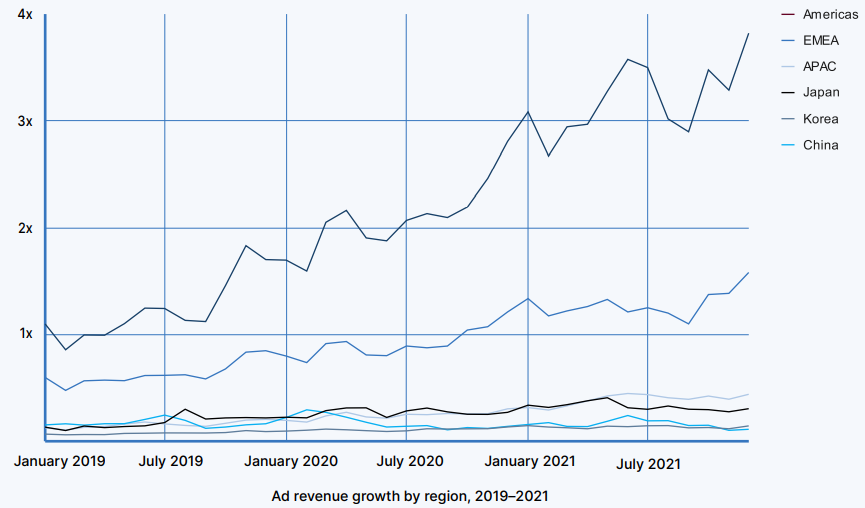 4x
3x
2x
1x
Americas
EMEA
APAC
Japan
Korea
China
January 2019 July 2019 January 2020 July 2020 January 2021 July 2021
Ad revenue growth by region, 2019–2021